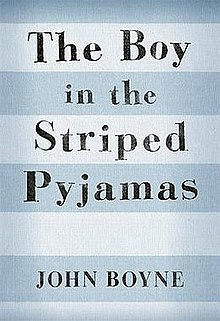 The Boy
in the
Striped
Pyjamas
JOHN BOYNE